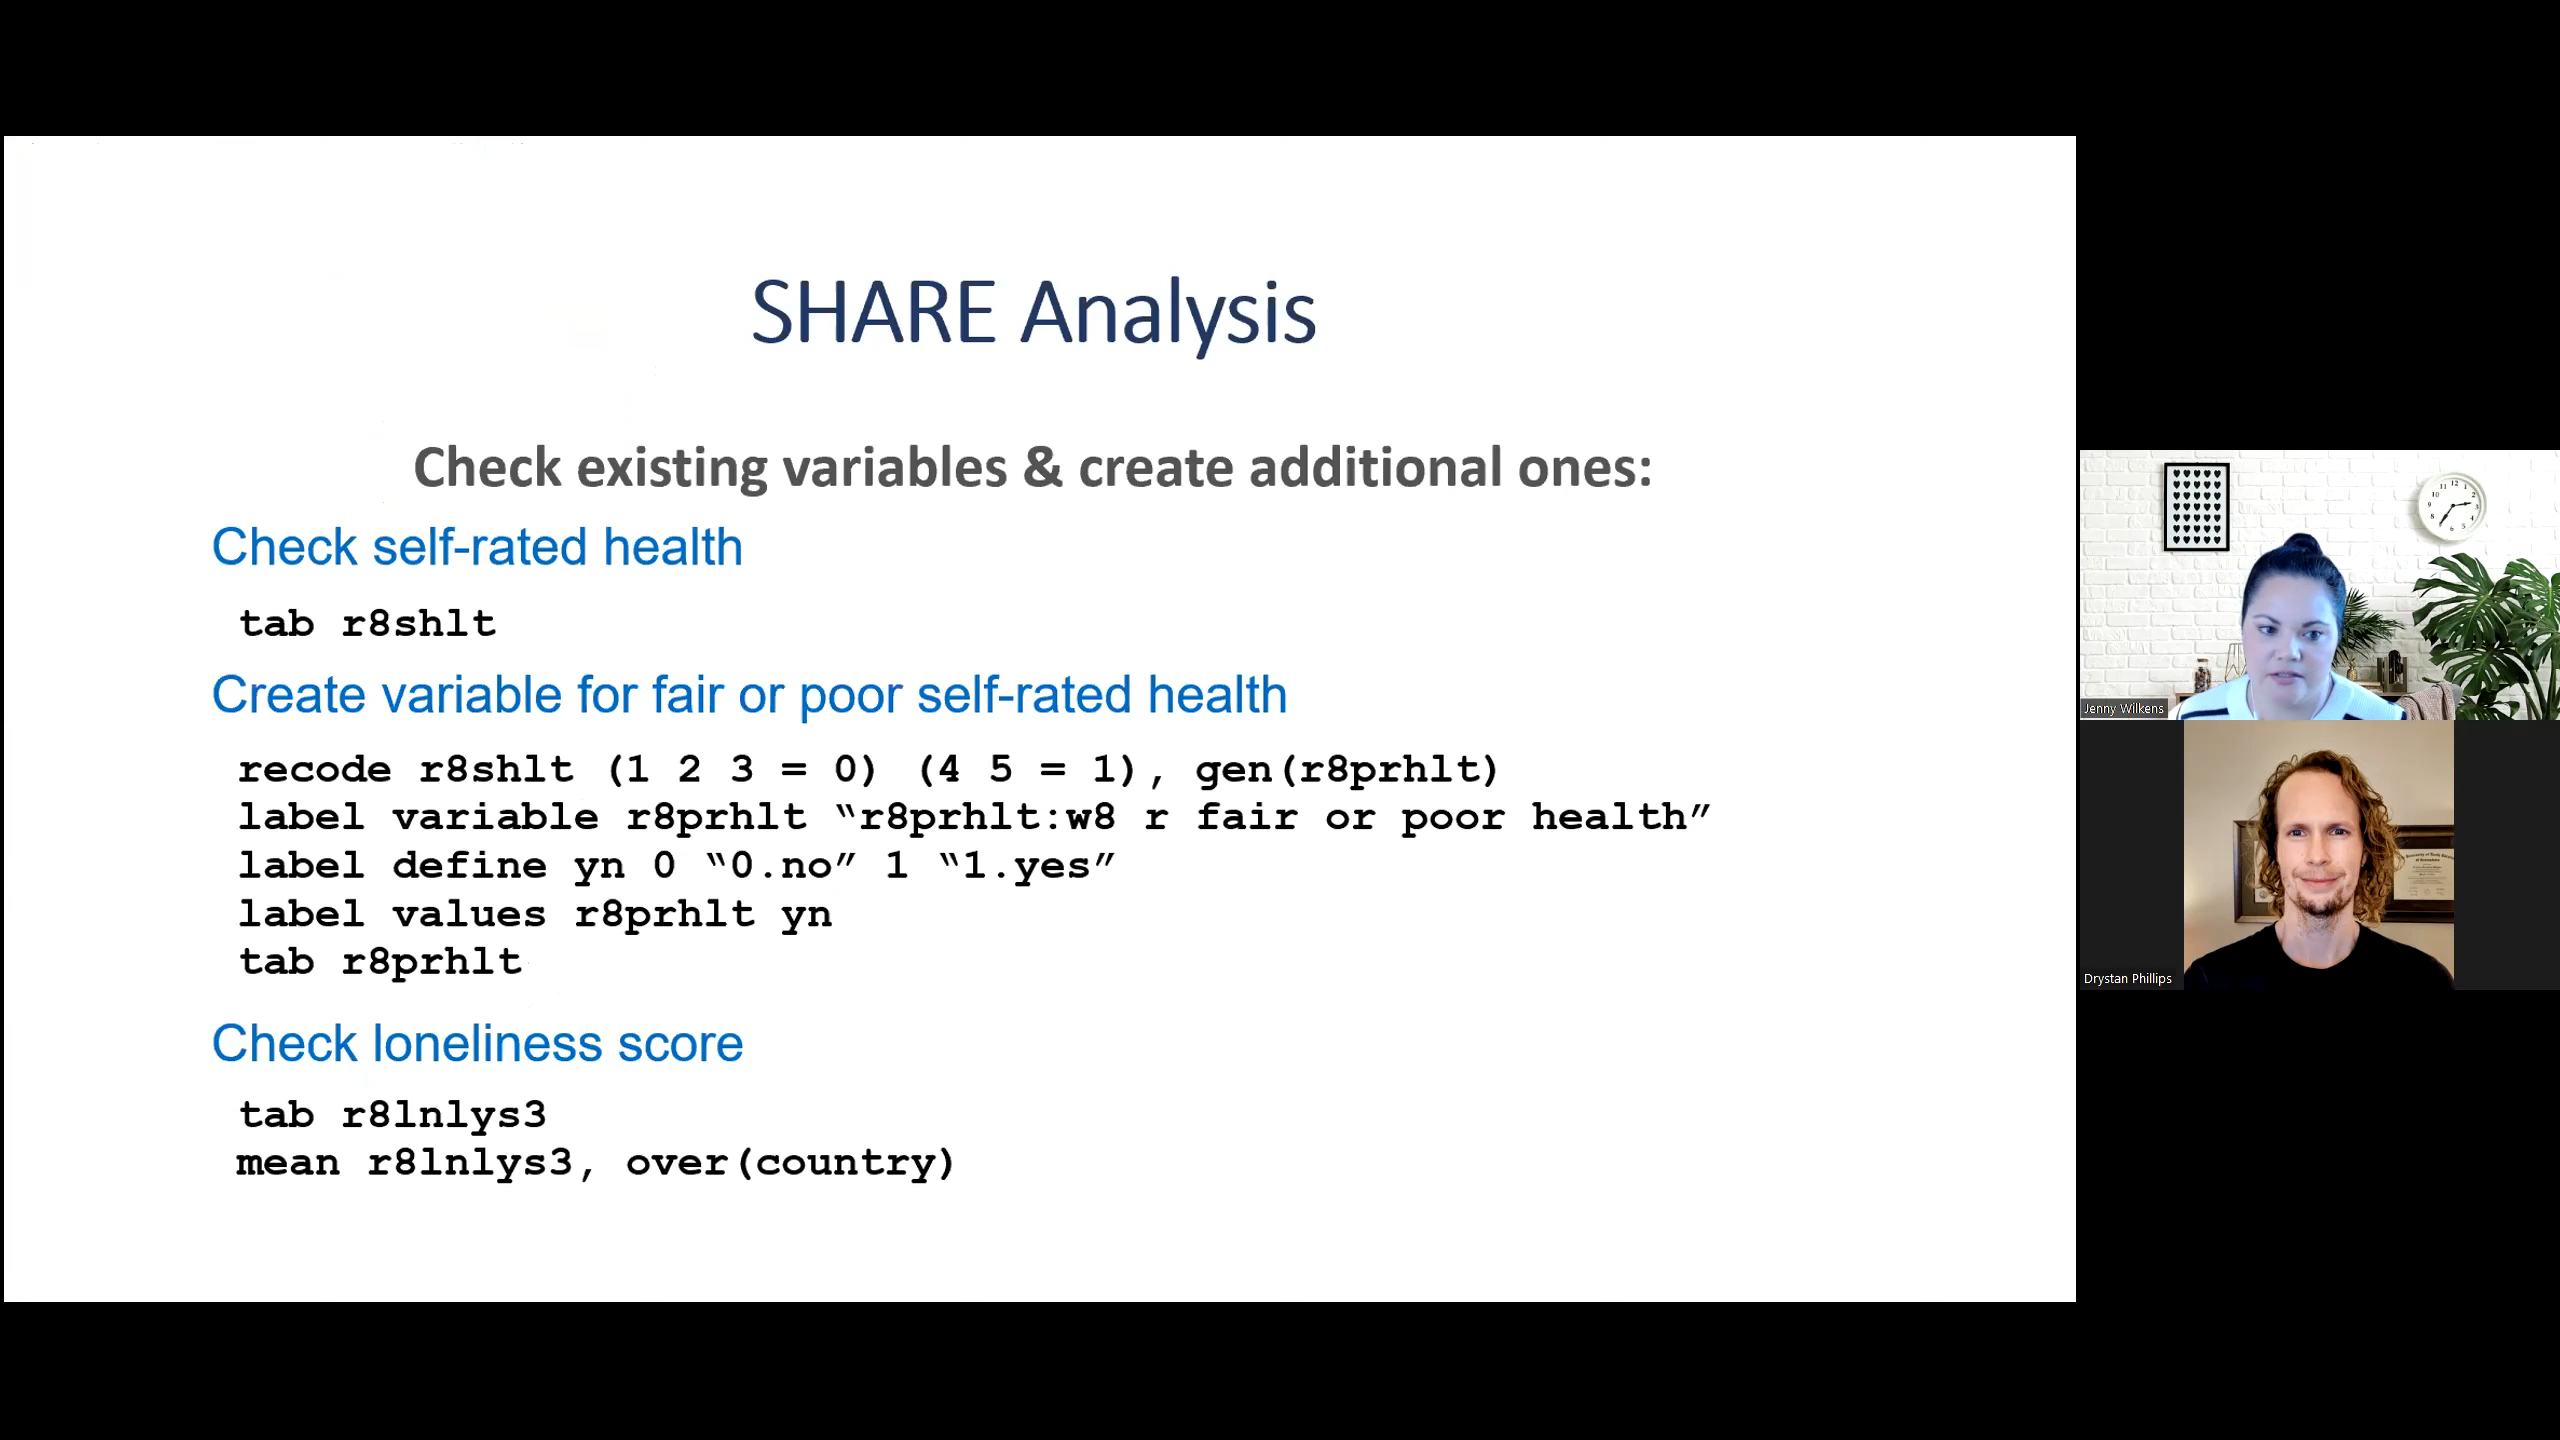 SHARE Analysis
Check existing variables & create additional ones:
Check self-rated health
tab r8shlt
Create variable for fair or poor self-rated health
recode r8shlt (1 2 3 = 0) (4 5 = 1), gen(r8prhlt)
label variable r8prhlt “r8prhlt:w8 r fair or poor health”
label define yn 0 “0.no” 1 “1.yes”
label values r8prhlt yn
tab r8prhlt
Check loneliness score
tab r8lnlys3
mean r8lnlys3, over(country)
Jenny Wilkens
Drystan Phillips